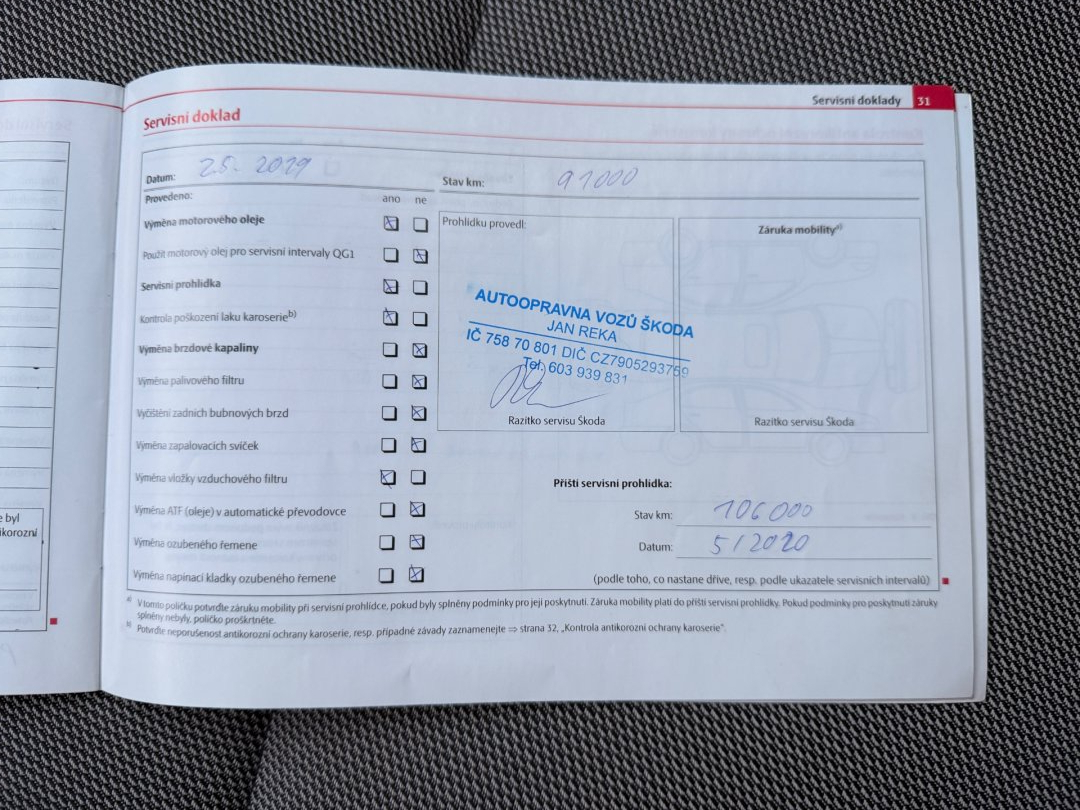 e byl
ikorozní
Servisní doklady 31
Servisní doklad
Datum: 2.5. 2019 Stav km: 91000
Provedeno: ano ne
Výměna motorového oleje
Použit motorový olej pro servisní intervaly QG1
Servisní prohlídka
Kontrola poškození laku karoserieb)
Výměna brzdové kapaliny
Výměna palivového filtru
Vyčištění zadních bubnových brzd
Výměna zapalovacích svíček
Výměna vložky vzduchového filtru
Výměna ATF (oleje) v automatické převodovce
Výměna ozubeného řemene
Výměna napínací kladky ozubeného řemene
Prohlídku provedl:
AUTOOPRAVNA VOZŮ ŠKODA
JAN REKA
IČ 758 70 801 DIČ CZ7905293759
Tel. 603 939 831
Razítko servisu Škoda
Záruka mobilitya)
Razítko servisu Škoda
Příští servisní prohlídka:
Stav km: 106000
Datum: 5/2020
(podle toho, co nastane dříve, resp. podle ukazatele servisních intervalů)
a) V tomto políčku potvrďte záruku mobility při servisní prohlídce, pokud byly splněny podmínky pro její poskytnutí. Záruka mobility platí do příští servisní prohlídky. Pokud podmínky pro poskytnutí záruky
splněny nebyly, políčko proškrtněte.
b) Potvrďte neporušenost antikorozní ochrany karoserie, resp. případné závady zaznamenejte ⇒ strana 32, „Kontrola antikorozní ochrany karoserie".